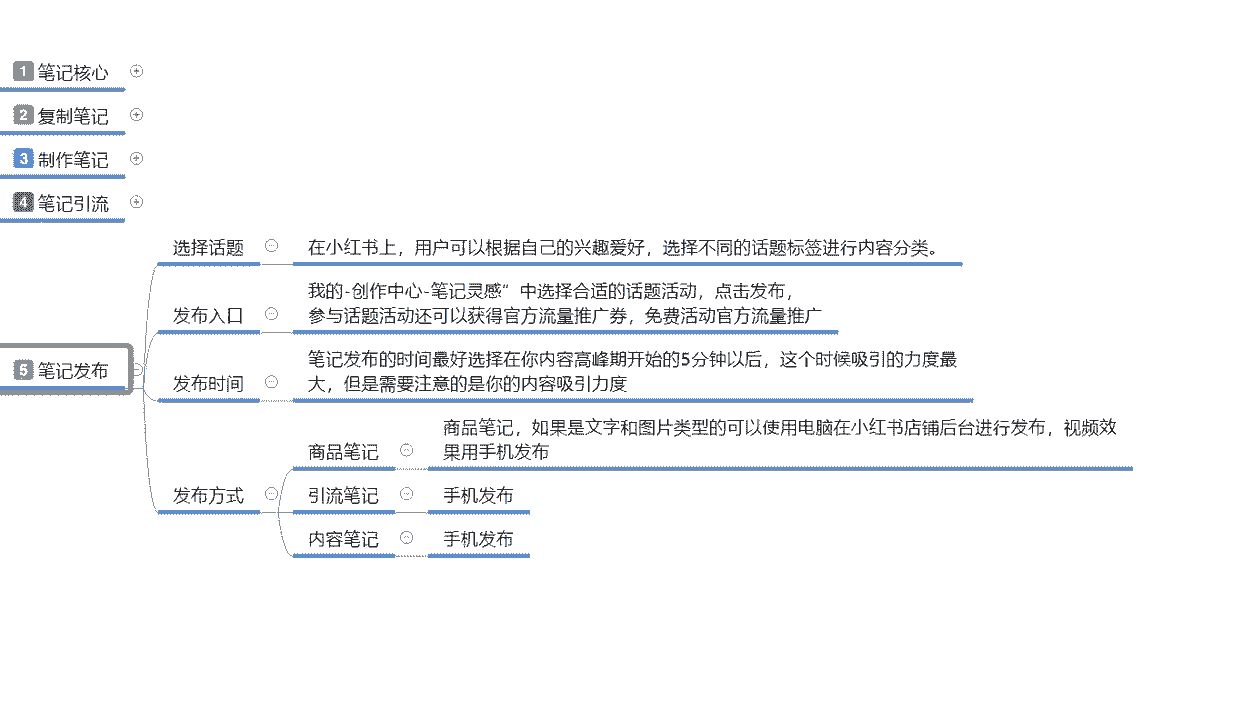 1 笔记核心
2 复制笔记
3 制作笔记
4 笔记引流
5 笔记发布
选择话题
在小红书上，用户可以根据自己的兴趣爱好，选择不同的话题标签进行内容分类。
发布入口
我的-创作中心-笔记灵感”中选择合适的话题活动，点击发布，
参与话题活动还可以获得官方流量推广券，免费活动官方流量推广
发布时间
笔记发布的时间最好选择在你内容高峰期开始的5分钟以后，这个时候吸引的力度最
大，但是需要注意的是你的内容吸引力度
发布方式
商品笔记
商品笔记，如果是文字和图片类型的可以使用电脑在小红书店铺后台进行发布，视频效
果用手机发布
引流笔记
手机发布
内容笔记
手机发布